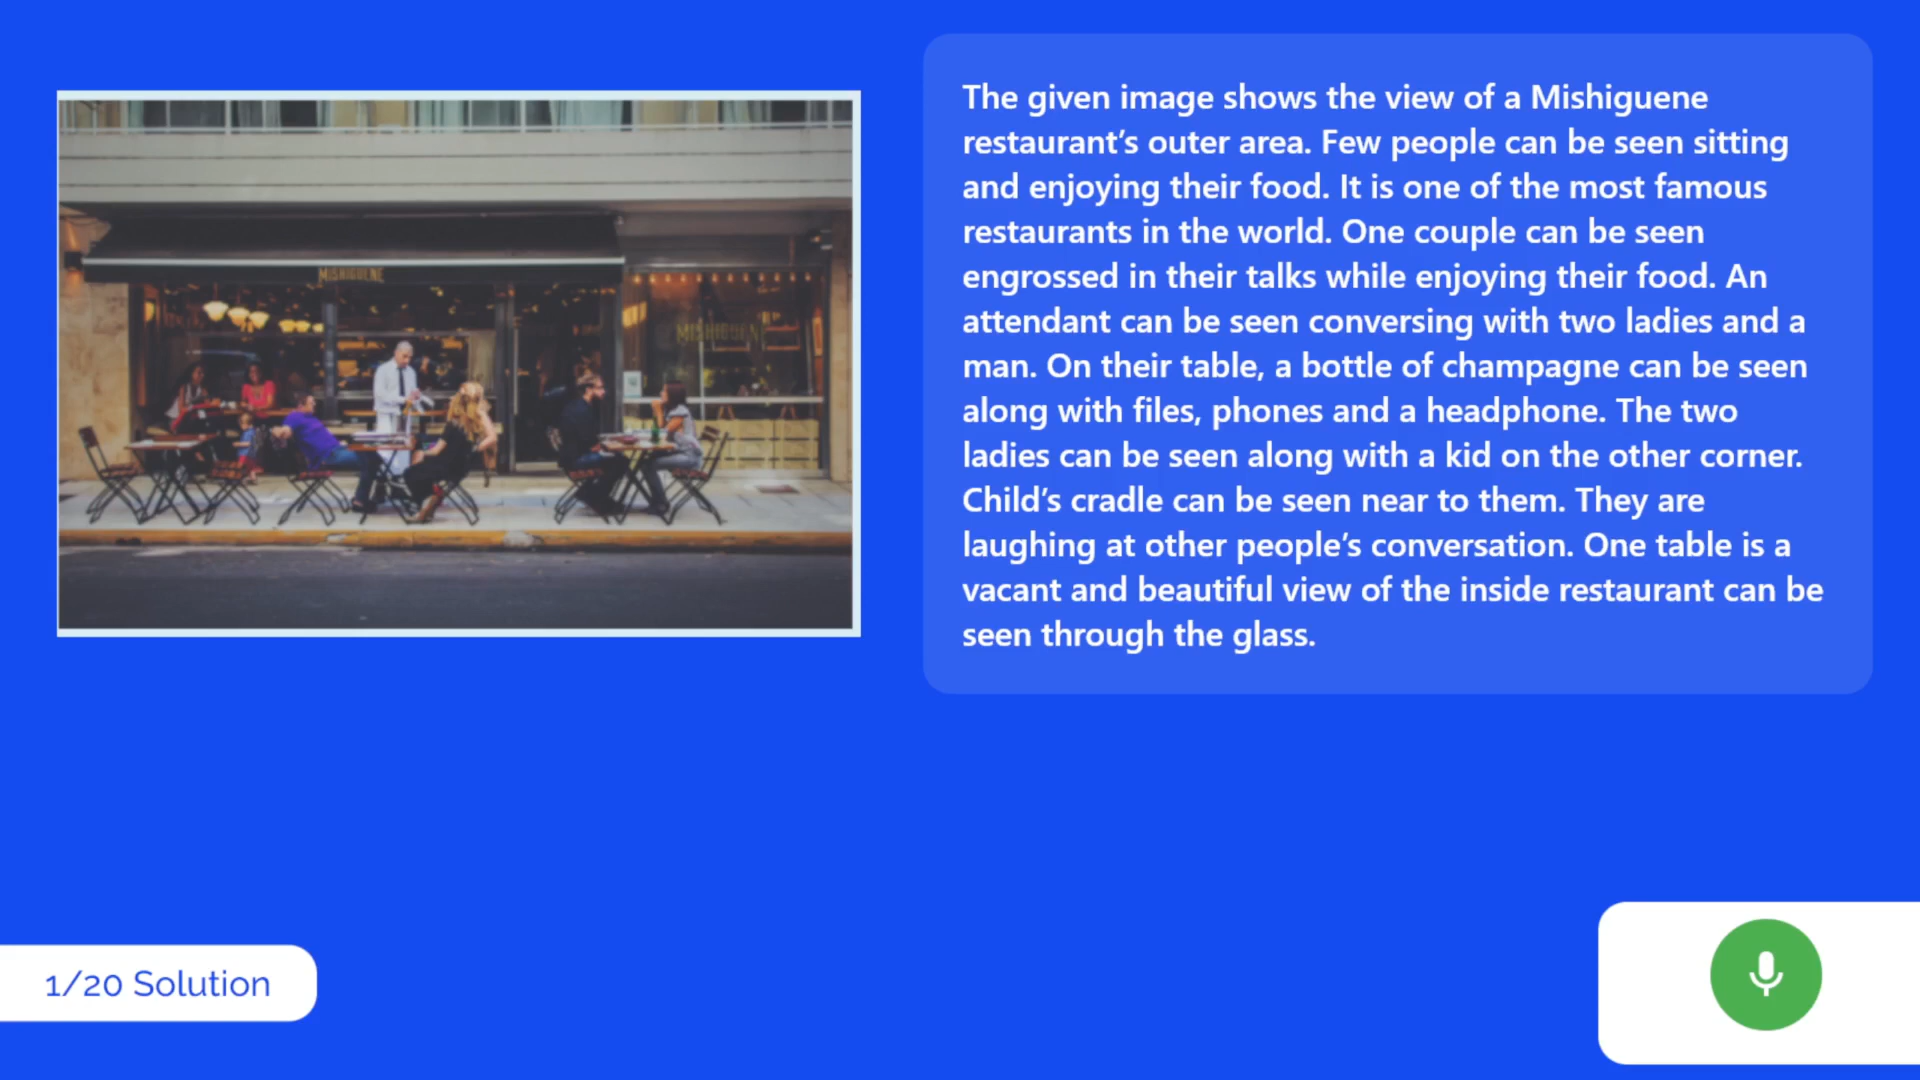 MISHIGUENE
MISHIGUENE
The given image shows the view of a Mishiguene
restaurant’s outer area. Few people can be seen sitting
and enjoying their food. It is one of the most famous
restaurants in the world. One couple can be seen
engrossed in their talks while enjoying their food. An
attendant can be seen conversing with two ladies and a
man. On their table, a bottle of champagne can be seen
along with files, phones and a headphone. The two
ladies can be seen along with a kid on the other corner.
Child’s cradle can be seen near to them. They are
laughing at other people’s conversation. One table is a
vacant and beautiful view of the inside restaurant can be
seen through the glass.
1/20 Solution